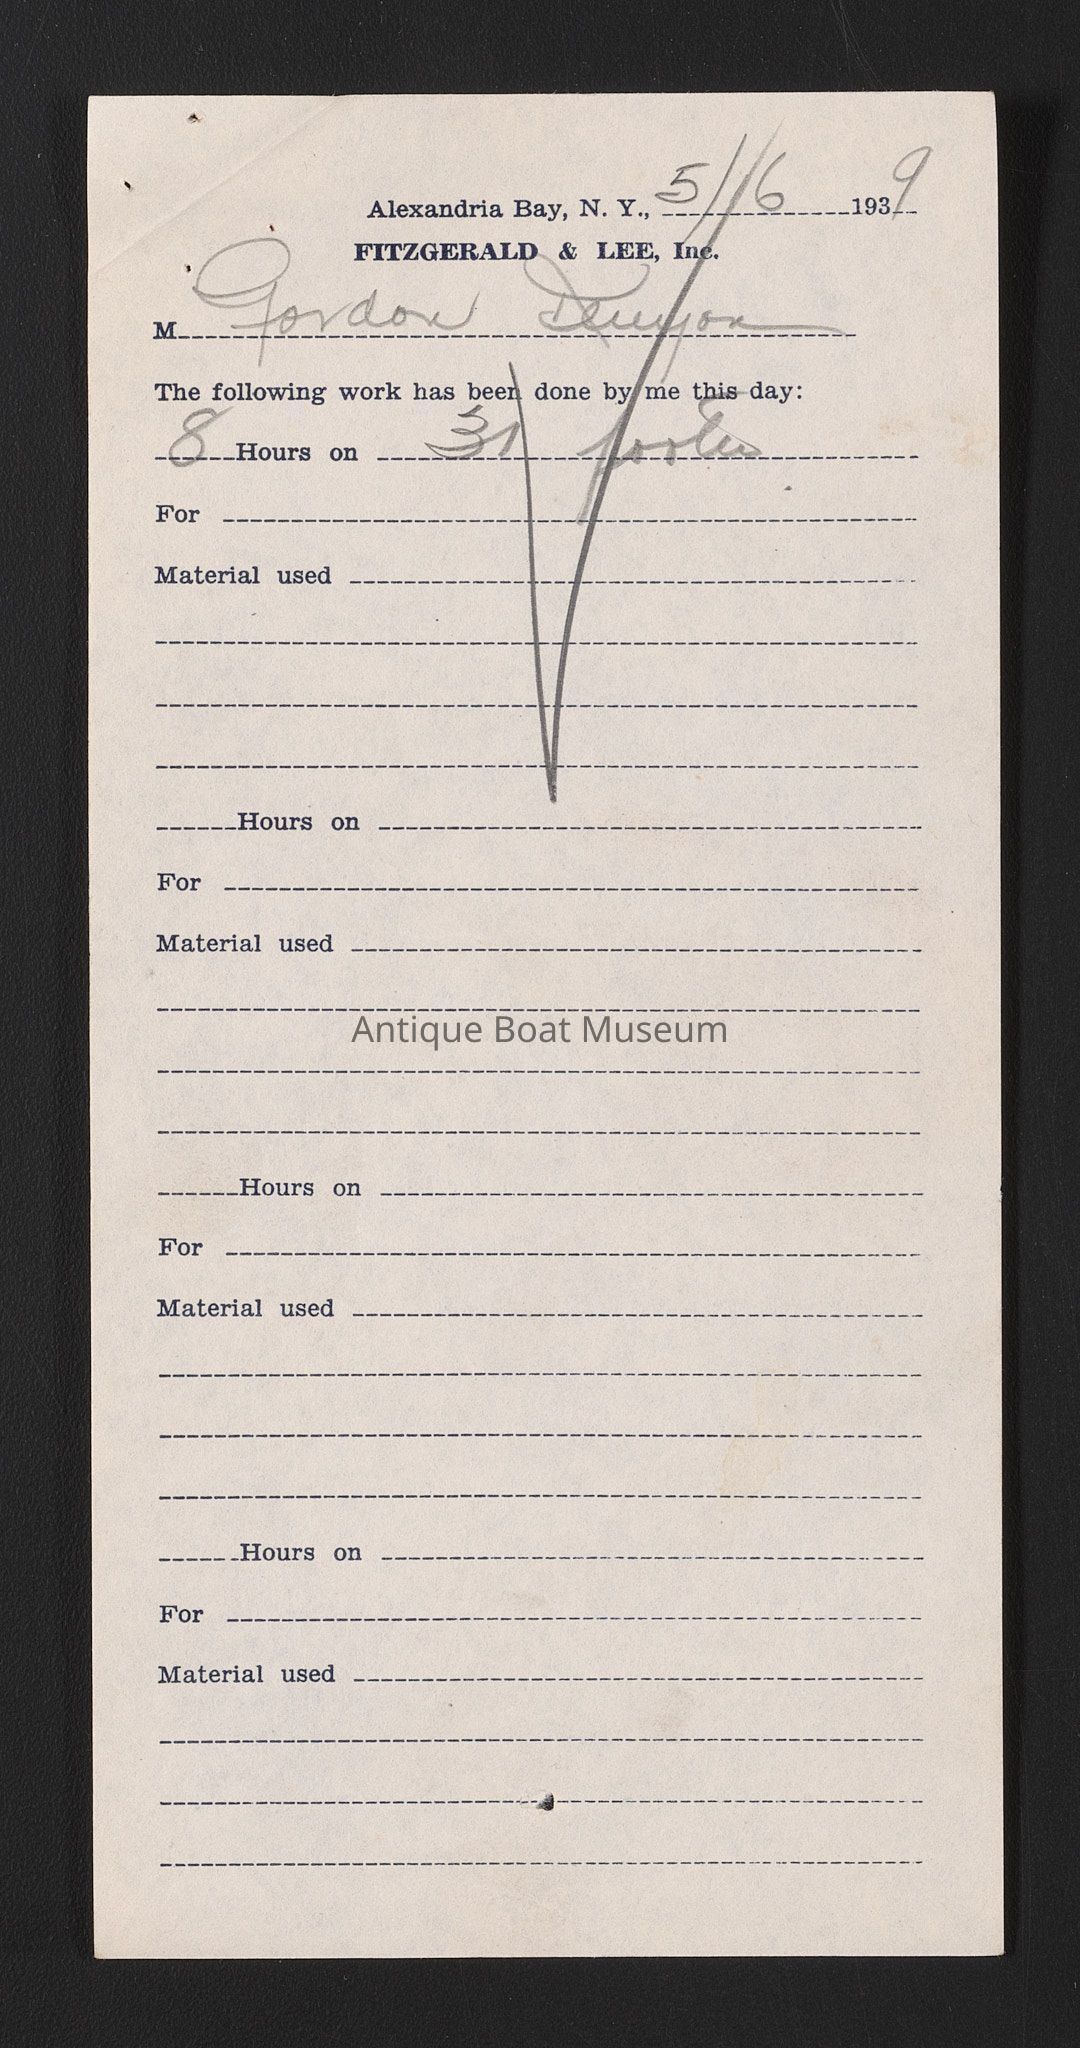 Alexandria Bay, N. Y., 5/16 1939
FITZGERALD & LEE, Inc.
M Gordon Denyon
The following work has been done by me this day:
8 Hours on 31 footer
For
Material used
Hours on
For
Material used
Antique Boat Museum
Hours on
For
Material used
Hours on
For
Material used